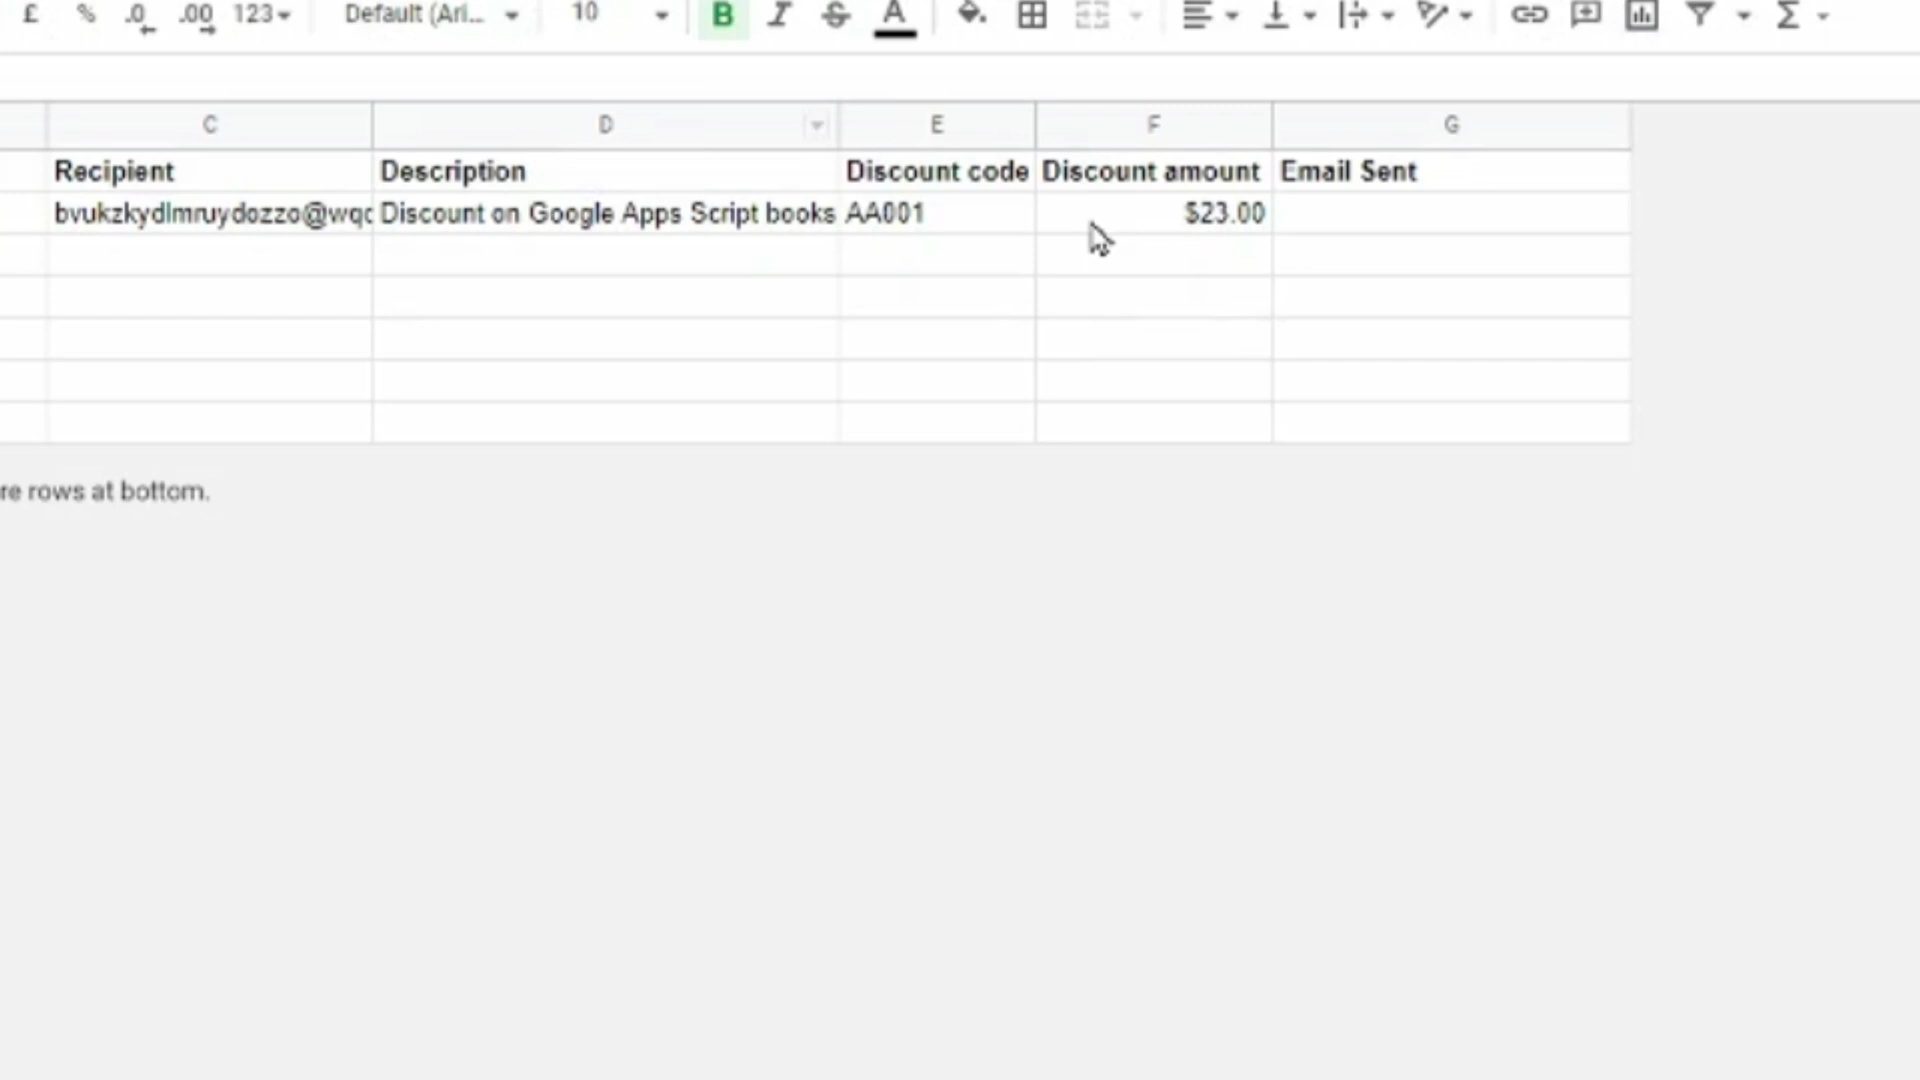 £ % .0 .00 123 Default (Ari... 10 B I S A Σ
C D E F G
Recipient Description Discount code Discount amount Email Sent
bvukzkydlmruydozzo@wqc Discount on Google Apps Script books AA001 $23.00
re rows at bottom.